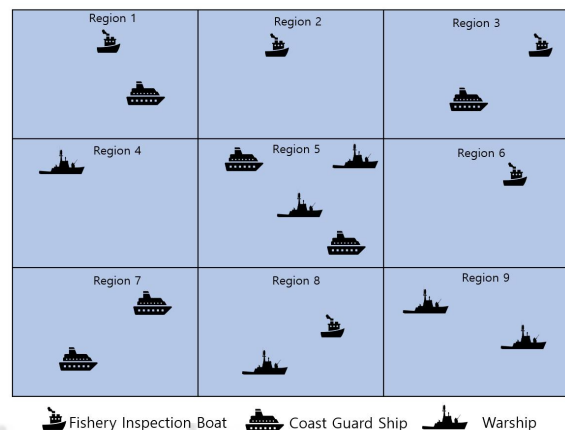 Region 1
Region 2
Region 3
Region 4
Region 5
Region 6
Region 7
Region 8
Region 9
Fishery Inspection Boat Coast Guard Ship Warship